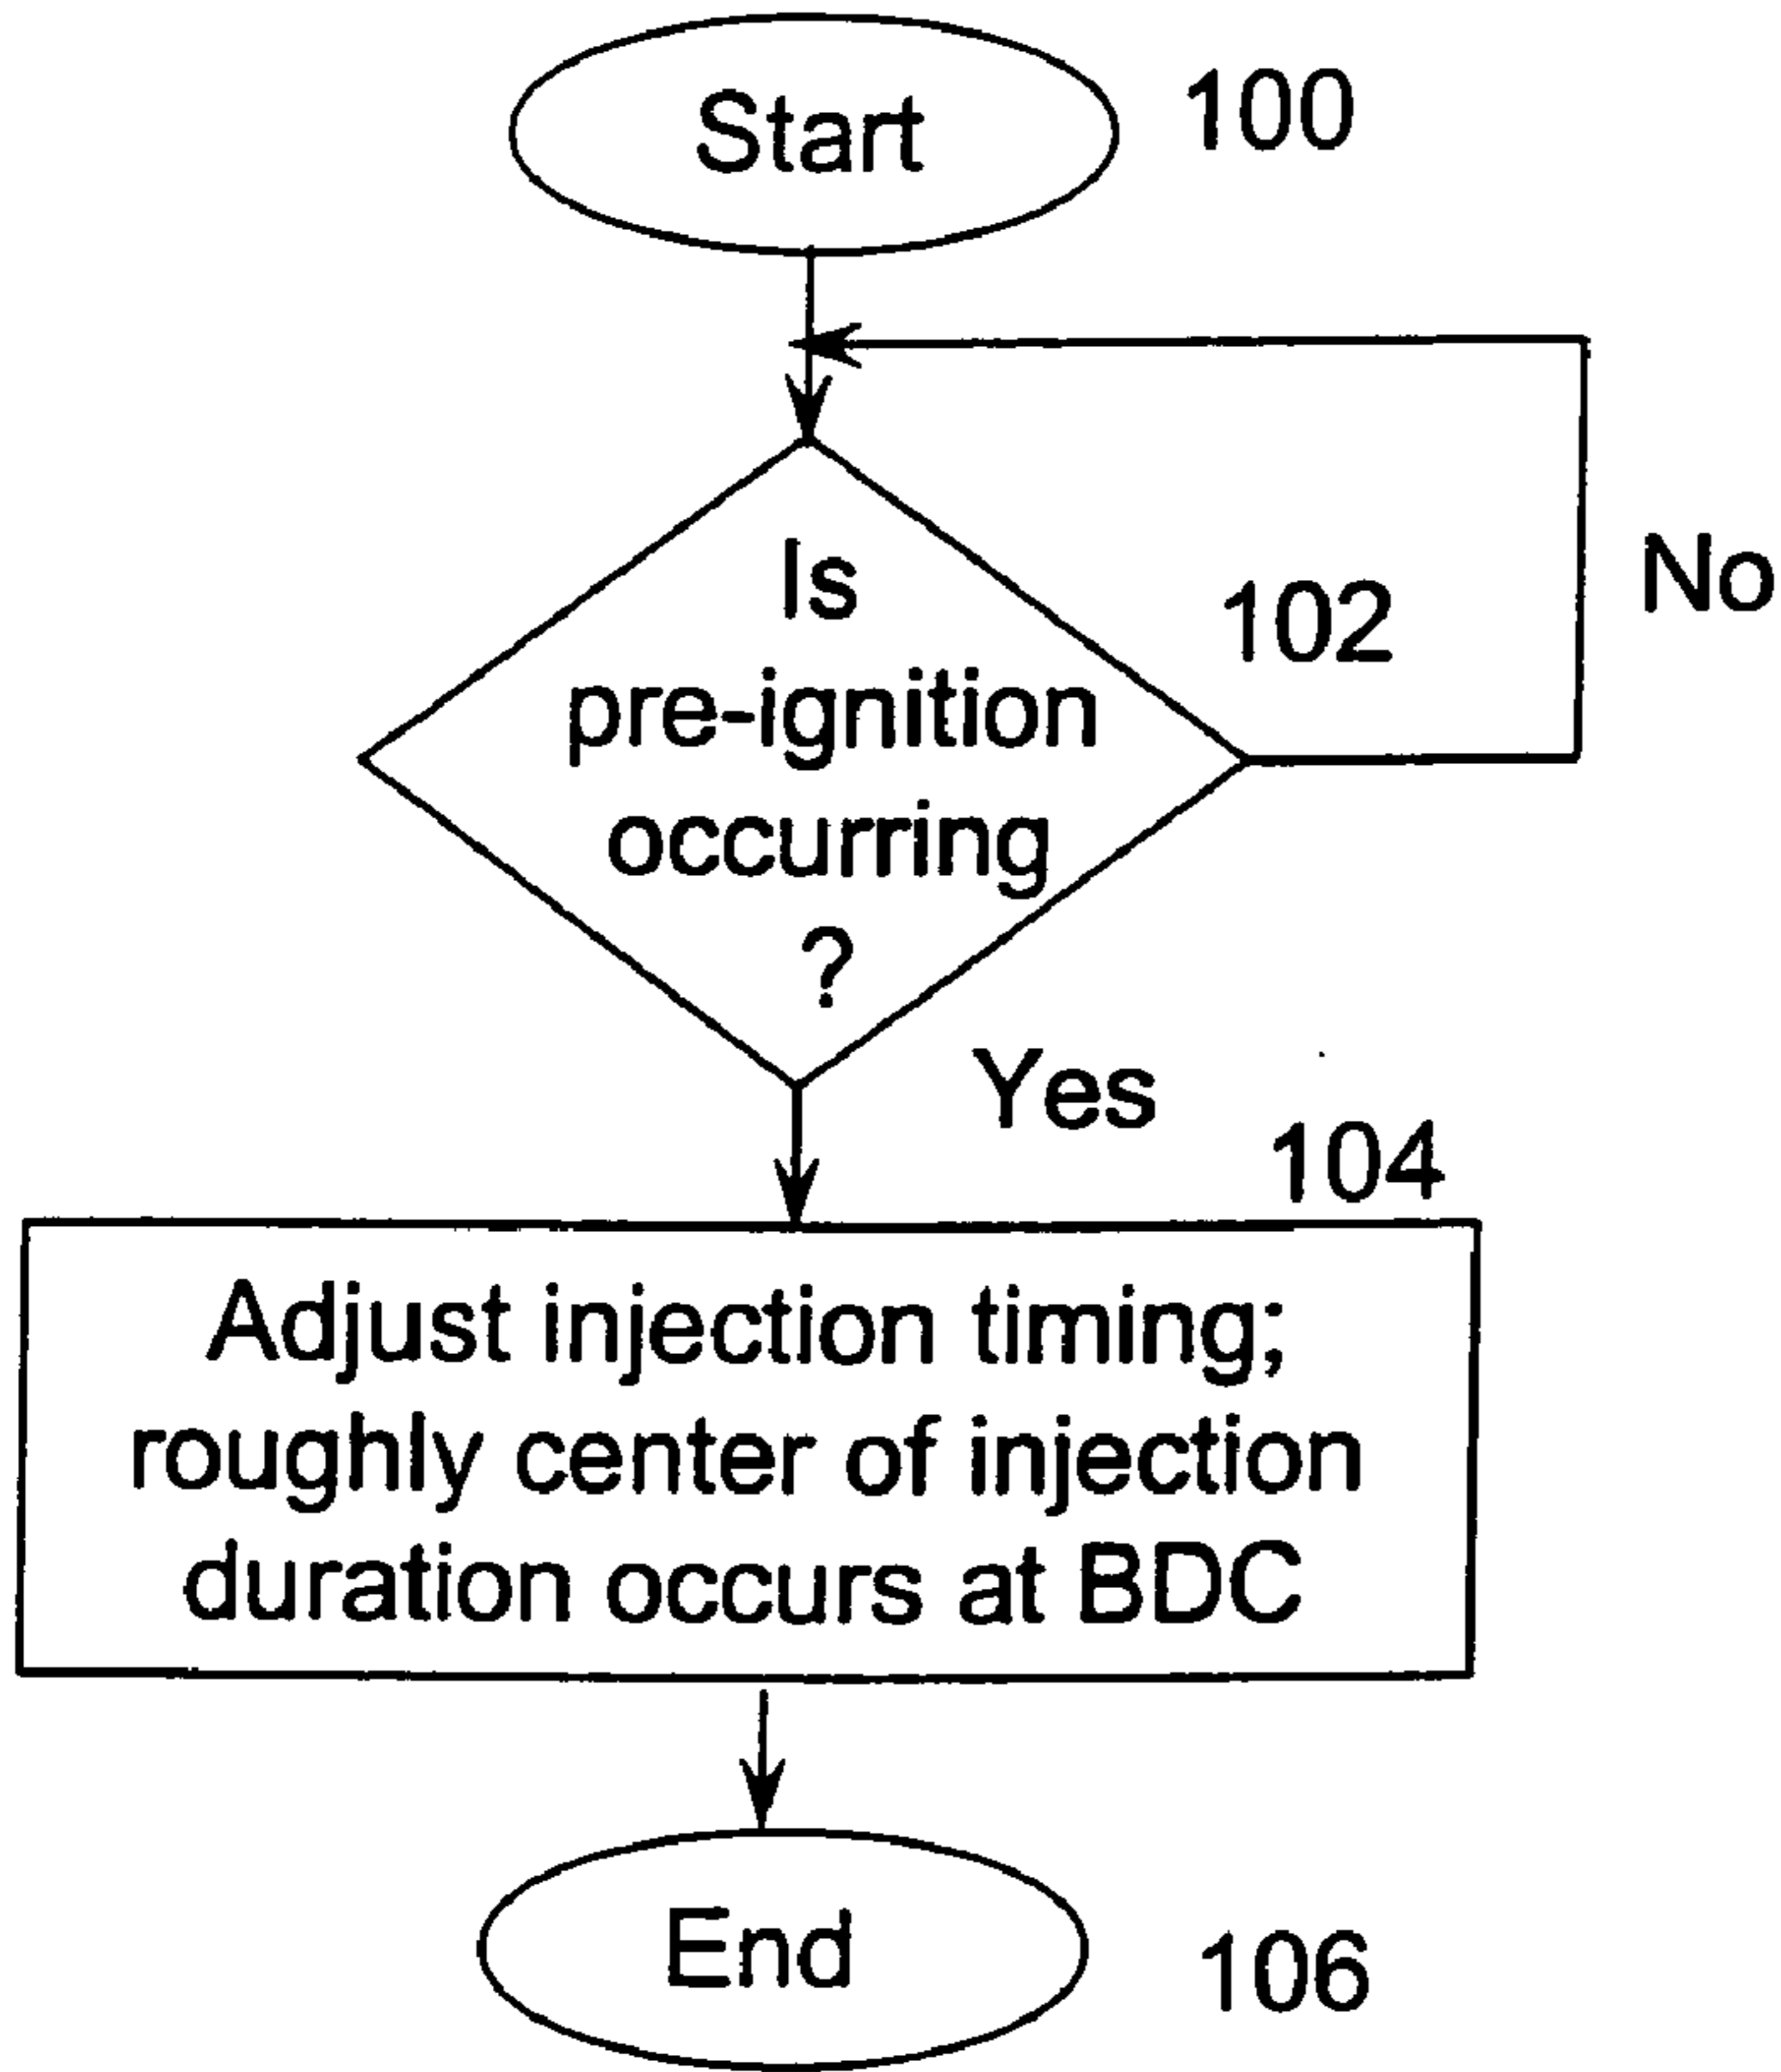 Start
100
Is
pre-ignition
occurring
?
102
No
Yes
104
Adjust injection timing;
roughly center of injection
duration occurs at BDC
End
106